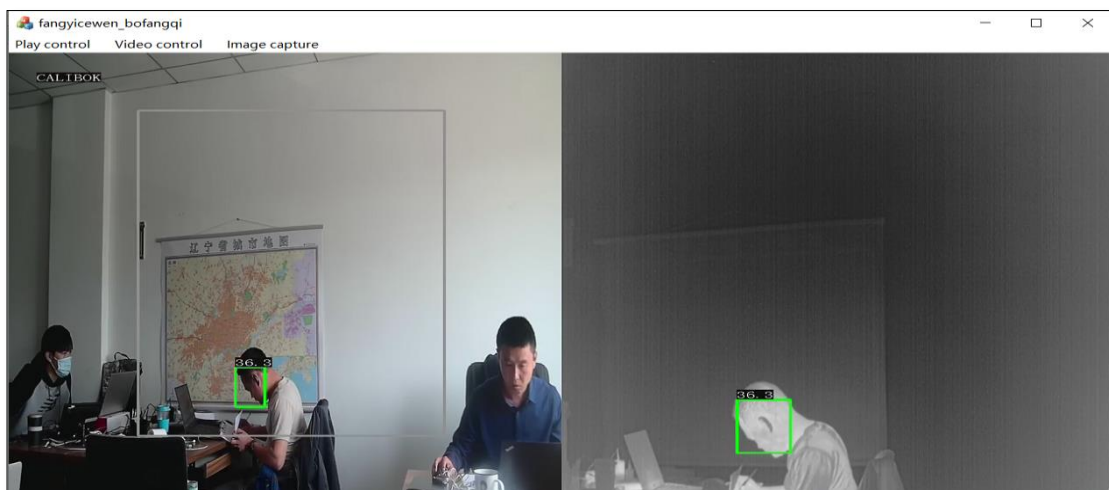 fangyicewen_bofangqi
Play control Video control Image capture
CALIBOK
辽宁省城市地图
36.3
36.3